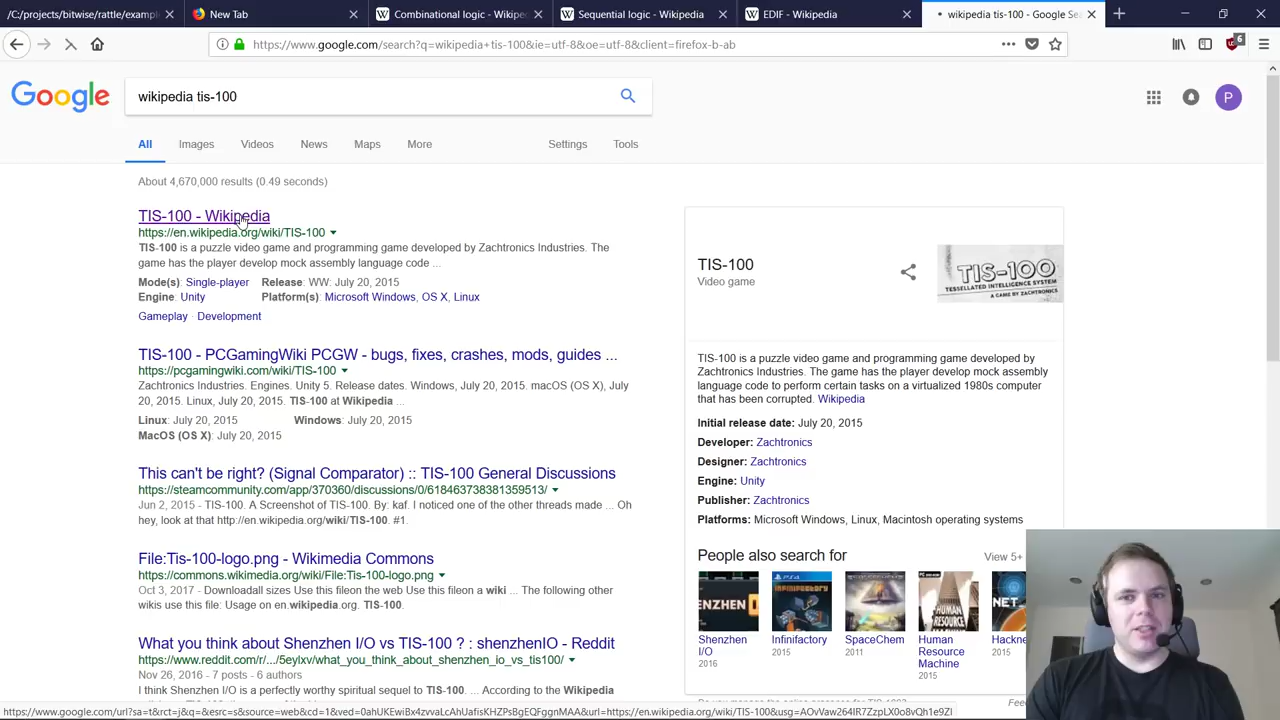 C:/projects/bitwise/rattle/example
New Tab
Combinational logic - Wikipe
Sequential logic - Wikipedia
EDIF - Wikipedia
wikipedia tis-100 - Google Se
https://www.google.com/search?q=wikipedia+tis-100&ie=utf-8&oe=utf-8&client=firefox-b-ab
6
Google
wikipedia tis-100
P
All
Images
Videos
News
Maps
More
Settings
Tools
About 4,670,000 results (0.49 seconds)
TIS-100 - Wikipedia
https://en.wikipedia.org/wiki/TIS-100
TIS-100 is a puzzle video game and programming game developed by Zachtronics Industries. The
game has the player develop mock assembly language code ...
Mode(s): Single-player Release: WW: July 20, 2015
Engine: Unity Platform(s): Microsoft Windows, OS X, Linux
Gameplay · Development
TIS-100 - PCGamingWiki PCGW - bugs, fixes, crashes, mods, guides ...
https://pcgamingwiki.com/wiki/TIS-100
Zachtronics Industries. Engines. Unity 5. Release dates. Windows, July 20, 2015. macOS (OS X), July
20, 2015. Linux, July 20, 2015. TIS-100 at Wikipedia ...
Linux: July 20, 2015 Windows: July 20, 2015
MacOS (OS X): July 20, 2015
This can't be right? (Signal Comparator) :: TIS-100 General Discussions
https://steamcommunity.com/app/370360/discussions/0/618463738381359513/
Jun 2, 2015 - TIS-100. A Screenshot of TIS-100. By: kaf. I noticed one of the other threads made ... Oh
hey, look at that http://en.wikipedia.org/wiki/TIS-100. #1.
File:Tis-100-logo.png - Wikimedia Commons
https://commons.wikimedia.org/wiki/File:Tis-100-logo.png
Oct 3, 2017 - Downloadall sizes Use this fileon the web Use this fileon a wiki ... The following other
wikis use this file: Usage on en.wikipedia.org. TIS-100.
What you think about Shenzhen I/O vs TIS-100 ? : shenzhenIO - Reddit
https://www.reddit.com/r/.../5eylxv/what_you_think_about_shenzhen_io_vs_tis100/
Nov 26, 2016 - 7 posts - 6 authors
I think Shenzhen I/O is a perfectly worthy spiritual sequel to TIS-100. ... According to the Wikipedia
TIS-100
Video game
TIS-100
TESSELLATED INTELLIGENCE SYSTEM
A GAME BY ZACHTRONICS
TIS-100 is a puzzle video game and programming game developed by
Zachtronics Industries. The game has the player develop mock assembly
language code to perform certain tasks on a virtualized 1980s computer
that has been corrupted. Wikipedia
Initial release date: July 20, 2015
Developer: Zachtronics
Designer: Zachtronics
Engine: Unity
Publisher: Zachtronics
Platforms: Microsoft Windows, Linux, Macintosh operating systems
People also search for
View 5+
Shenzhen
I/O
2016
Infinifactory
2015
SpaceChem
2011
Human
Resource
Machine
2015
Hackne
2015